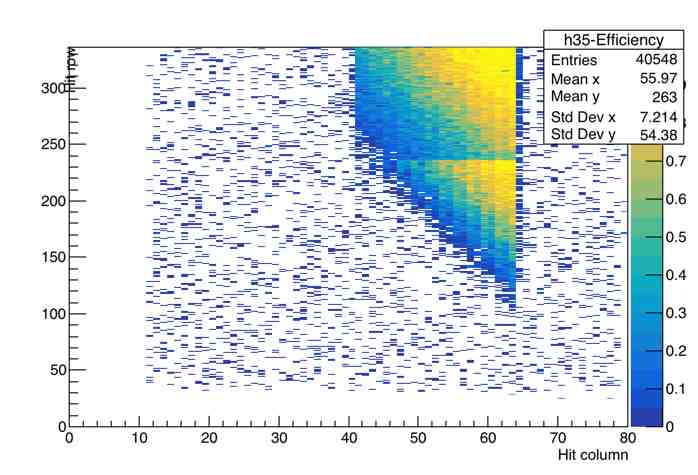 h35-Efficiency
Entries 40548
Mean x 55.97
Mean y 263
Std Dev x 7.214
Std Dev y 54.38
300
250
200
150
100
50
0
0 10 20 30 40 50 60 70 80
Hit column
0.7
0.6
0.5
0.4
0.3
0.2
0.1
0